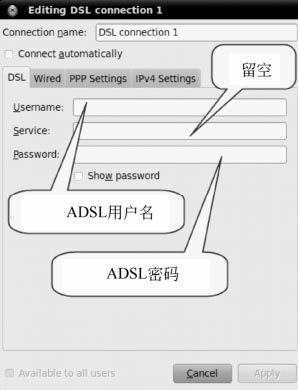 Editing DSL connection 1
Connection name: DSL connection 1
Connect automatically
留空
DSL Wired PPP Settings IPv4 Settings
Username:
Service:
Password:
Show password
ADSL用户名
ADSL密码
Available to all users Cancel Apply